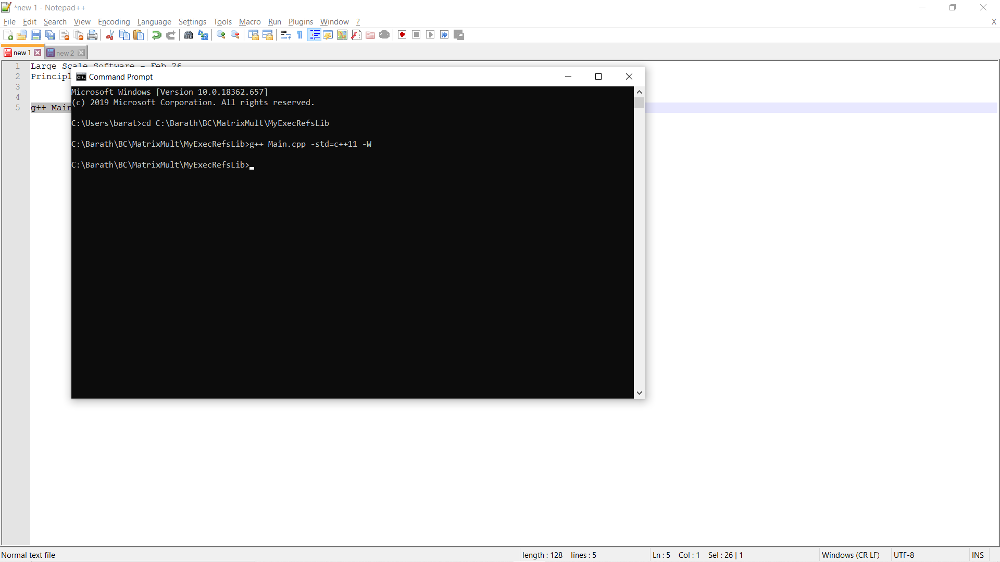 *new 1 - Notepad++
File Edit Search View Encoding Language Settings Tools Macro Run Plugins Window ? X
new 1 new 2
1 Large Scale Software - Feb 26
2 Principl
3
4
5 g++ Main
Command Prompt
Microsoft Windows [Version 10.0.18362.657]
(c) 2019 Microsoft Corporation. All rights reserved.
C:\Users\barat>cd C:\Barath\BC\MatrixMult\MyExecRefsLib
C:\Barath\BC\MatrixMult\MyExecRefsLib>g++ Main.cpp -std=c++11 -W
C:\Barath\BC\MatrixMult\MyExecRefsLib>
Normal text file length : 128 lines : 5 Ln : 5 Col : 1 Sel : 26 | 1 Windows (CR LF) UTF-8 INS